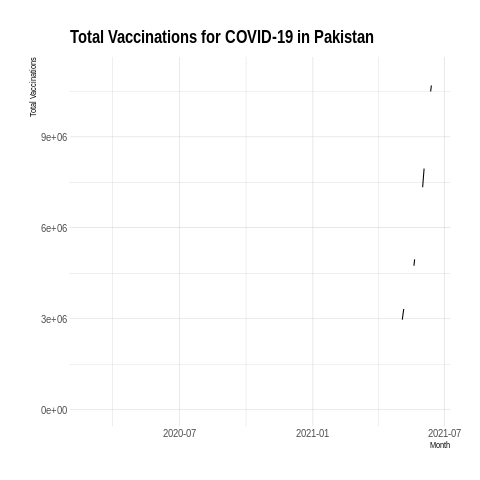 Total Vaccinations for COVID-19 in Pakistan
Total Vaccinations
9e+06
6e+06
3e+06
0e+00
2020-07
2021-01
2021-07
Month